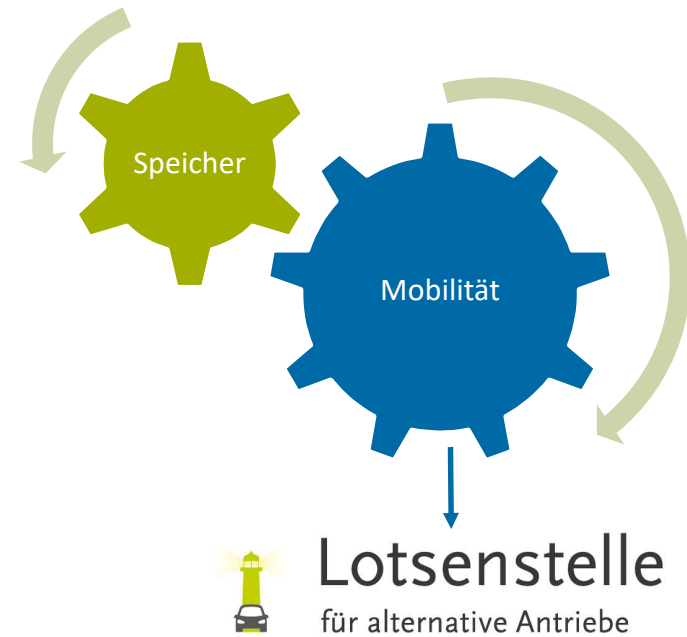 Speicher
Mobilität
Lotsenstelle
für alternative Antriebe